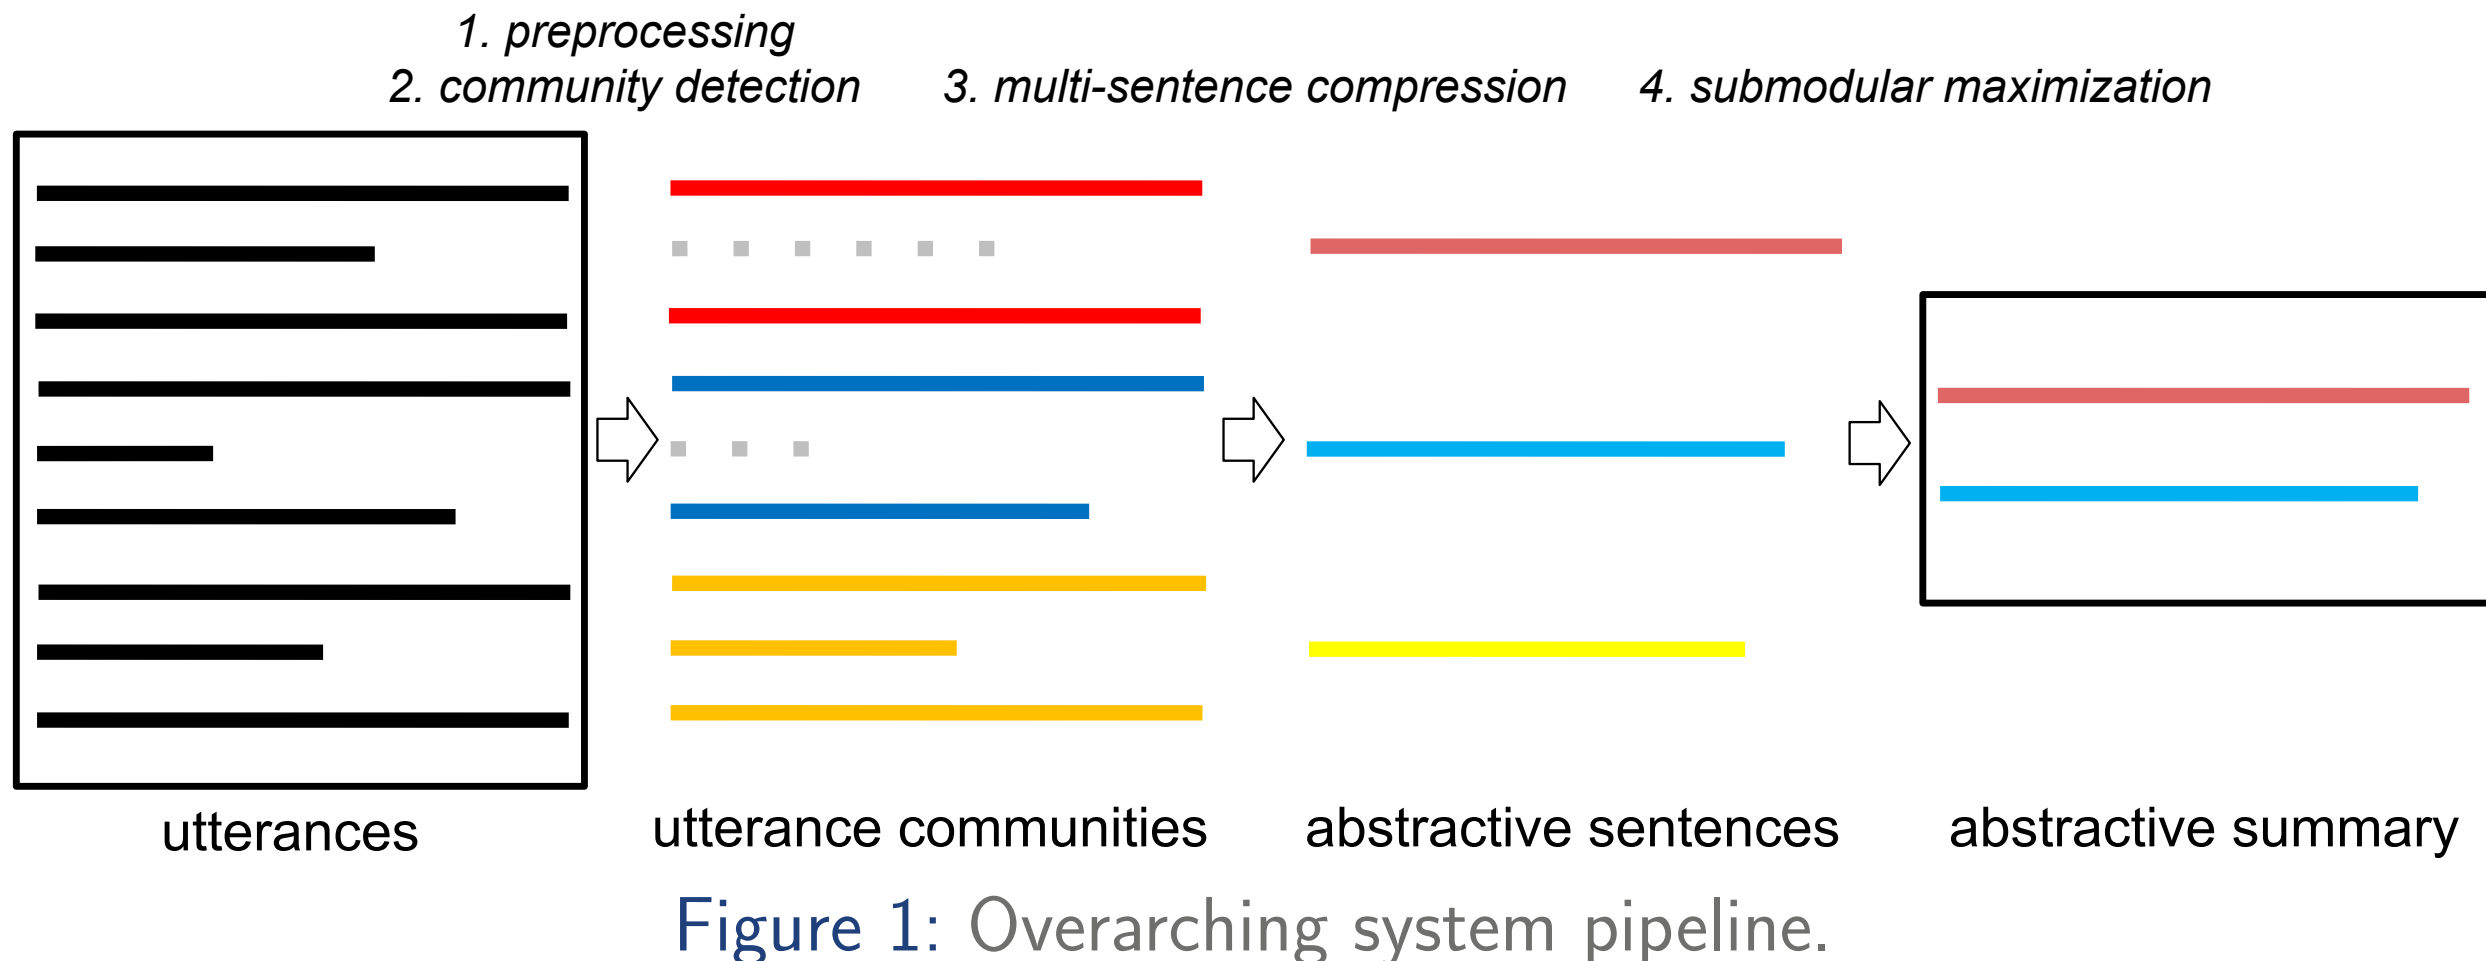 1. preprocessing
2. community detection
3. multi-sentence compression
4. submodular maximization
utterances
utterance communities
abstractive sentences
abstractive summary
Figure 1: Overarching system pipeline.